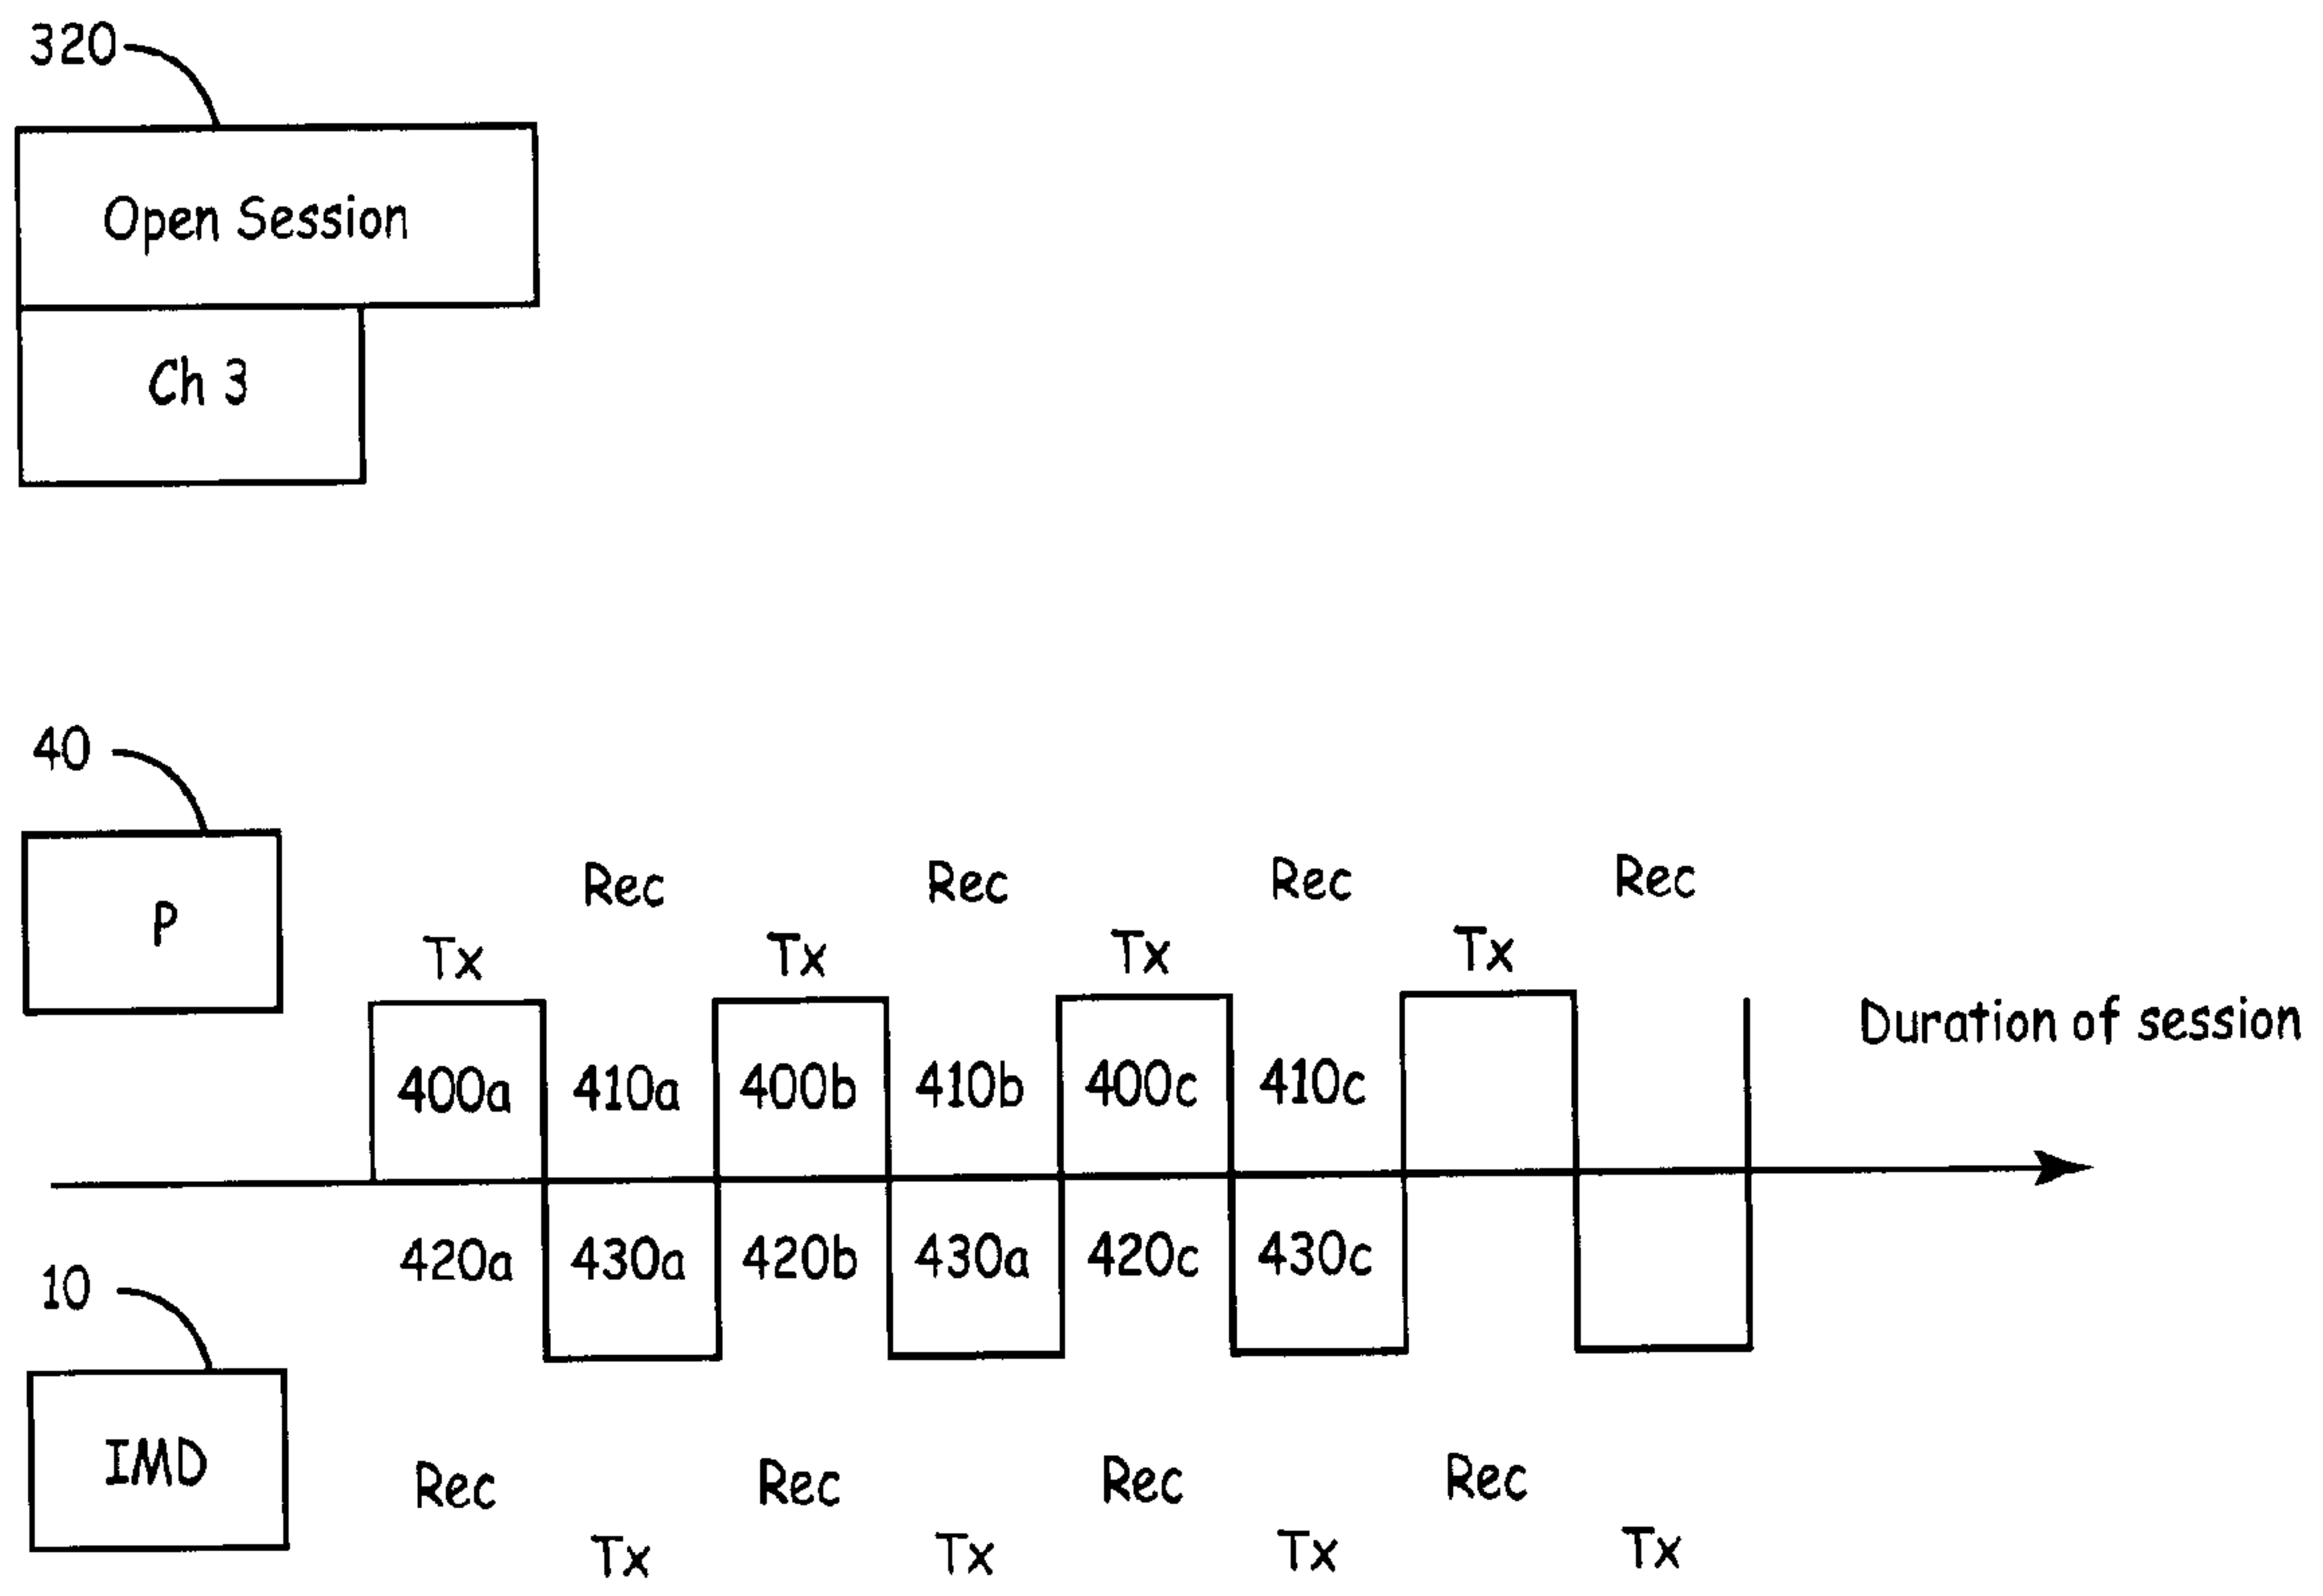 320
Open Session
Ch 3
40
P
Rec Rec Rec Rec
Tx Tx Tx Tx
Duration of session
400a 410a 400b 410b 400c 410c
420a 430a 420b 430a 420c 430c
10
IMD
Rec Rec Rec Rec
Tx Tx Tx Tx